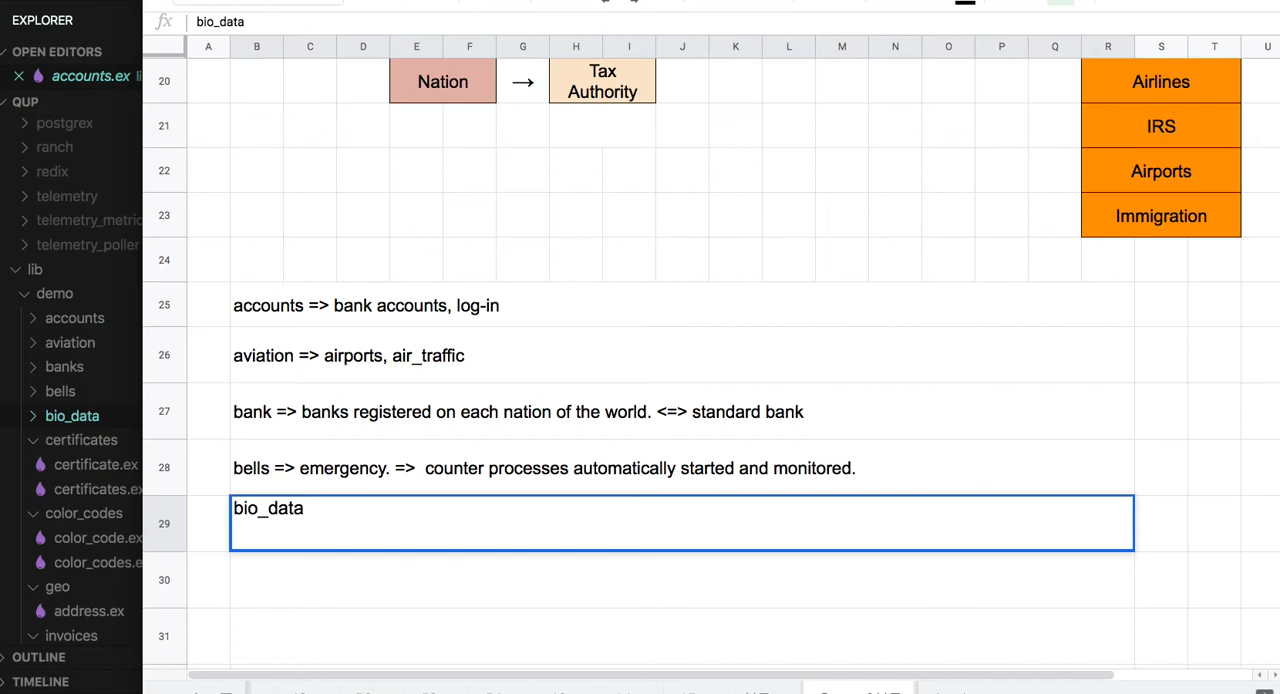 EXPLORER
OPEN EDITORS
accounts.ex
QUP
postgrex
ranch
redix
telemetry
telemetry_metric
telemetry_poller
lib
demo
accounts
aviation
banks
bells
bio_data
certificates
certificate.ex
certificates.ex
color_codes
color_code.ex
color_codes.e
geo
address.ex
invoices
OUTLINE
TIMELINE
fx bio_data
A B C D E F G H I J K L M N O P Q R S T U
20 Nation → Tax Authority Airlines
21 IRS
22 Airports
23 Immigration
24
25 accounts => bank accounts, log-in
26 aviation => airports, air_traffic
27 bank => banks registered on each nation of the world. <=> standard bank
28 bells => emergency. => counter processes automatically started and monitored.
29 bio_data
30
31